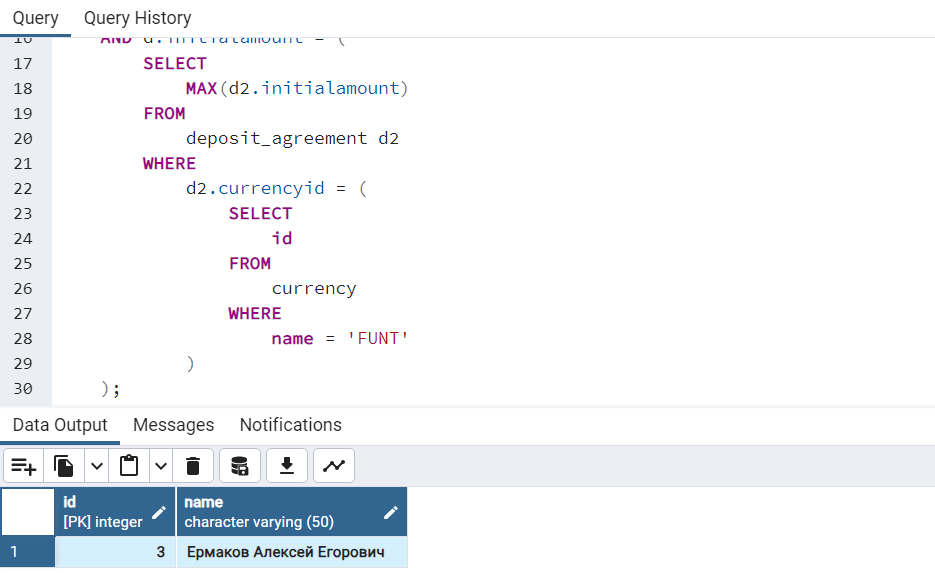 Query Query History
16 AND d.initialamount = (
17 SELECT
18 MAX(d2.initialamount)
19 FROM
20 deposit_agreement d2
21 WHERE
22 d2.currencyid = (
23 SELECT
24 id
25 FROM
26 currency
27 WHERE
28 name = 'FUNT'
29 )
30 );
Data Output Messages Notifications
id name
[PK] integer character varying (50)
1 3 Ермаков Алексей Егорович